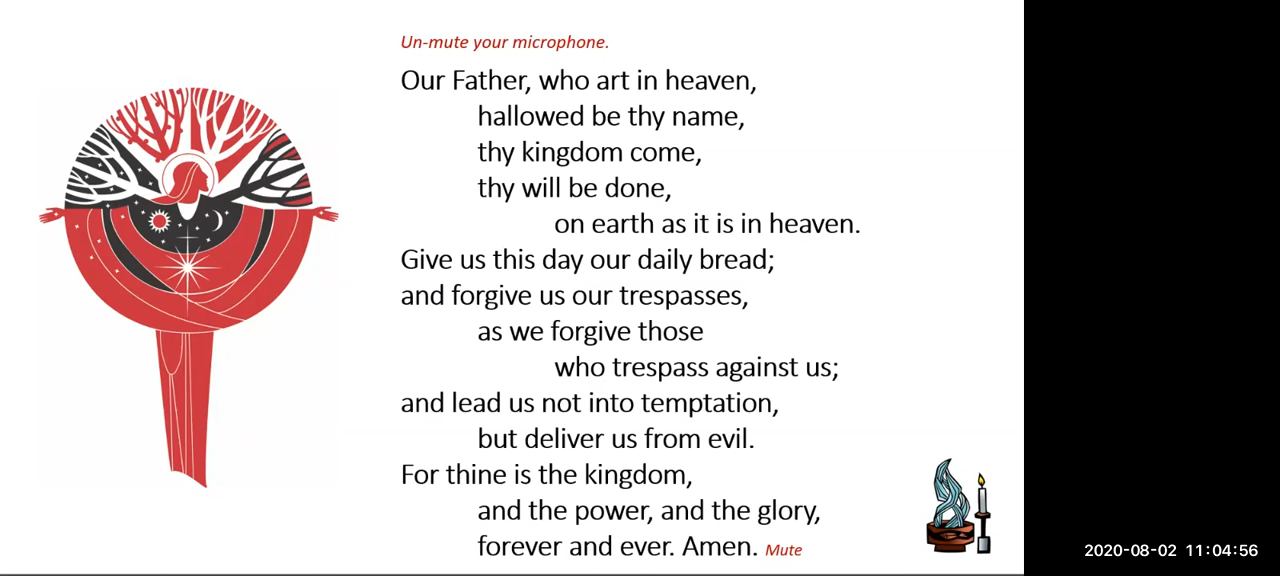 Un-mute your microphone.
Our Father, who art in heaven,
hallowed be thy name,
thy kingdom come,
thy will be done,
on earth as it is in heaven.
Give us this day our daily bread;
and forgive us our trespasses,
as we forgive those
who trespass against us;
and lead us not into temptation,
but deliver us from evil.
For thine is the kingdom,
and the power, and the glory,
forever and ever. Amen. Mute
2020-08-02 11:04:56